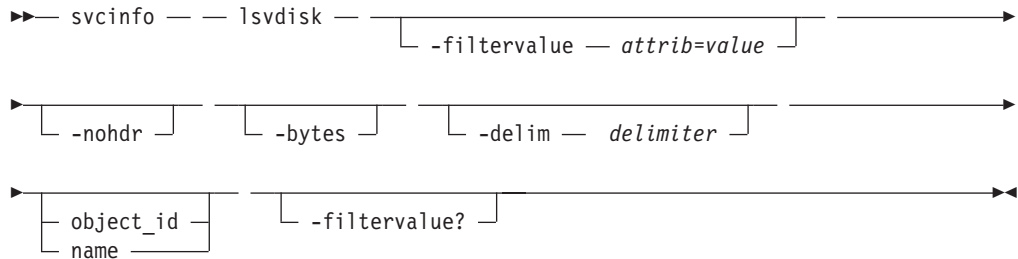 svcinfo — — lsvdisk
-filtervalue — attrib=value
-nohdr -bytes -delim — delimiter
object_id -filtervalue?
name